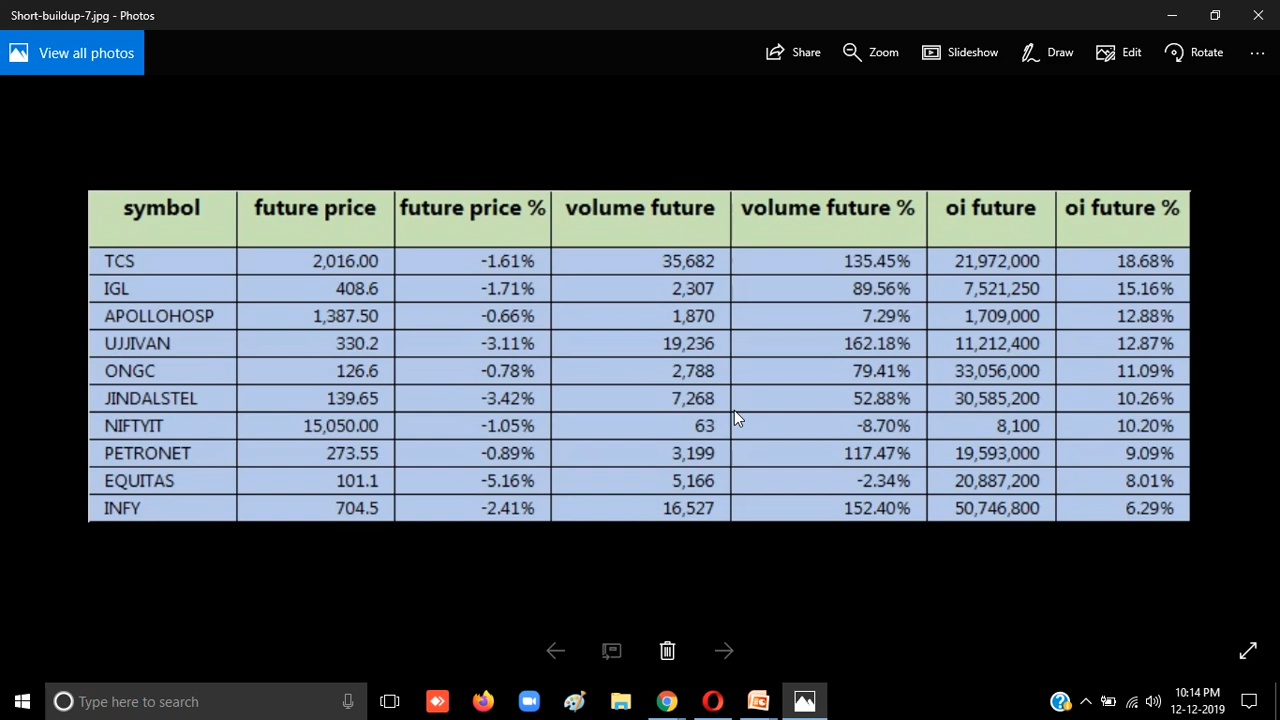 Short-buildup-7.jpg - Photos
View all photos Share Zoom Slideshow Draw Edit Rotate
symbol future price future price % volume future volume future % oi future oi future %
TCS 2,016.00 -1.61% 35,682 135.45% 21,972,000 18.68%
IGL 408.6 -1.71% 2,307 89.56% 7,521,250 15.16%
APOLLOHOSP 1,387.50 -0.66% 1,870 7.29% 1,709,000 12.88%
UJJIVAN 330.2 -3.11% 19,236 162.18% 11,212,400 12.87%
ONGC 126.6 -0.78% 2,788 79.41% 33,056,000 11.09%
JINDALSTEL 139.65 -3.42% 7,268 52.88% 30,585,200 10.26%
NIFTYIT 15,050.00 -1.05% 63 -8.70% 8,100 10.20%
PETRONET 273.55 -0.89% 3,199 117.47% 19,593,000 9.09%
EQUITAS 101.1 -5.16% 5,166 -2.34% 20,887,200 8.01%
INFY 704.5 -2.41% 16,527 152.40% 50,746,800 6.29%
Type here to search 10:14 PM
12-12-2019